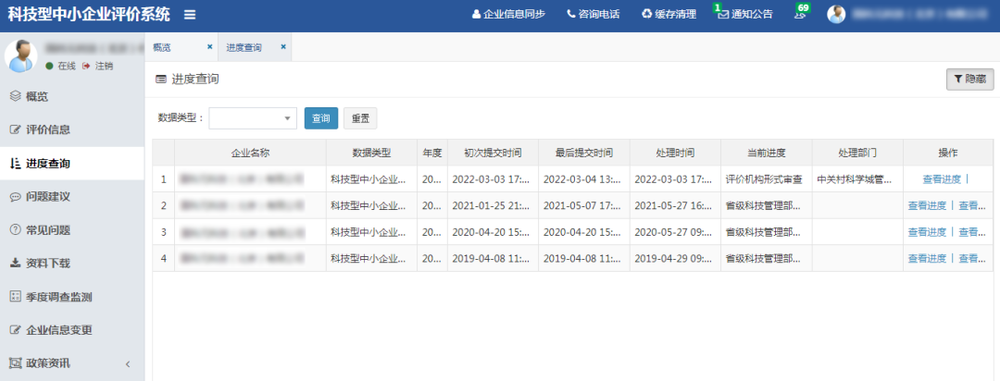 科技型中小企业评价系统
企业信息同步 咨询电话 缓存清理 1 通知公告 69
在线 注销
概览
评价信息
进度查询
问题建议
常见问题
资料下载
季度调查监测
企业信息变更
政策资讯
概览 × 进度查询 ×
进度查询 隐藏
数据类型： 查询 重置
企业名称 数据类型 年度 初次提交时间 最后提交时间 处理时间 当前进度 处理部门 操作
1 科技型中小企业... 20... 2022-03-03 17:... 2022-03-04 13:... 2022-03-03 17:... 评价机构形式审查 中关村科学城管... 查看进度 |
2 科技型中小企业... 20... 2021-01-25 21:... 2021-05-07 17:... 2021-05-27 16:... 省级科技管理部... 查看进度 | 查看...
3 科技型中小企业... 20... 2020-04-20 15:... 2020-04-20 15:... 2020-05-27 09:... 省级科技管理部... 查看进度 | 查看...
4 科技型中小企业... 20... 2019-04-08 11:... 2019-04-08 11:... 2019-04-29 09:... 省级科技管理部... 查看进度 | 查看...